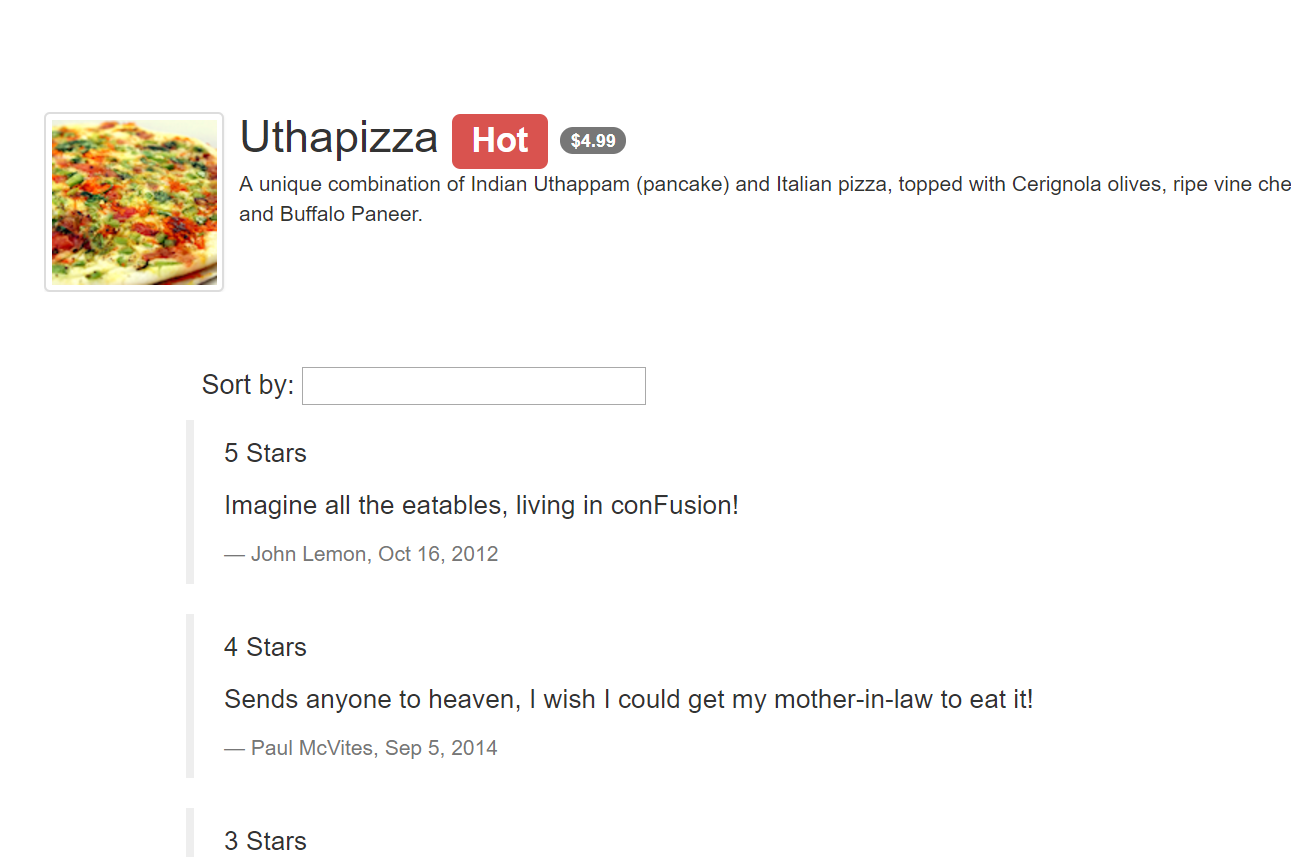 Uthapizza Hot $4.99
A unique combination of Indian Uthappam (pancake) and Italian pizza, topped with Cerignola olives, ripe vine che
and Buffalo Paneer.
Sort by:
5 Stars
Imagine all the eatables, living in conFusion!
— John Lemon, Oct 16, 2012
4 Stars
Sends anyone to heaven, I wish I could get my mother-in-law to eat it!
— Paul McVites, Sep 5, 2014
3 Stars